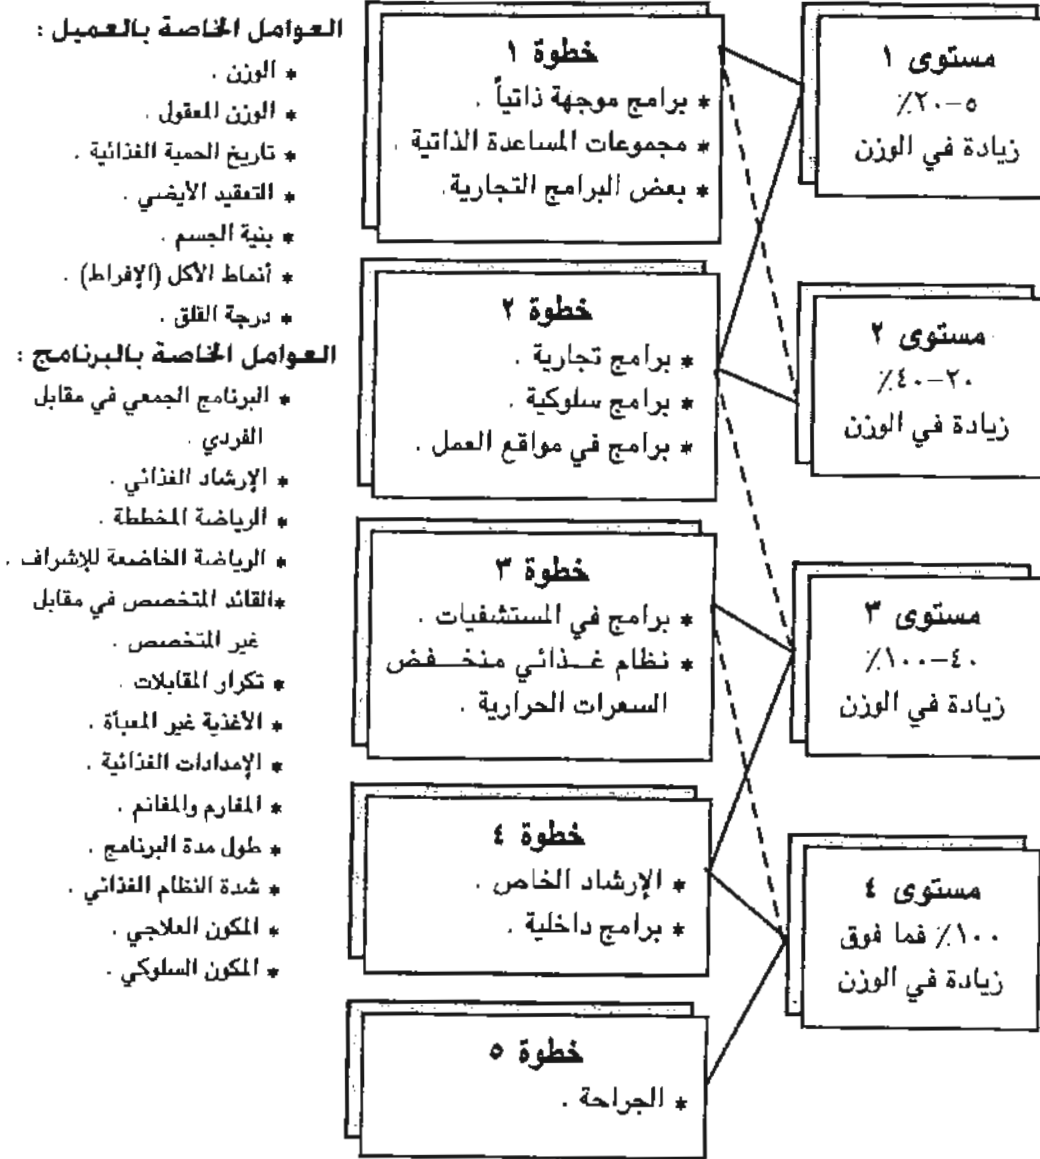 مستوى ١
٥-٢٠٪
زيادة في الوزن
مستوى ٢
٢٠-٤٠٪
زيادة في الوزن
مستوى ٣
٤٠-١٠٠٪
زيادة في الوزن
مستوى ٤
١٠٠٪ فما فوق
زيادة في الوزن
خطوة ١
* برامج موجهة ذاتياً .
* مجموعات المساعدة الذاتية .
* بعض البرامج التجارية .
خطوة ٢
* برامج تجارية .
* برامج سلوكية .
* برامج في مواقع العمل .
خطوة ٣
* برامج في المستشفيات .
* نظام غذائي منخفض
السعرات الحرارية .
خطوة ٤
* الإرشاد الخاص .
* برامج داخلية .
خطوة ٥
* الجراحة .
العوامل الخاصة بالعميل :
* الوزن .
* الوزن المعقول .
* تاريخ الحمية الغذائية .
* التعقيد الأيضي .
* بنية الجسم .
* أنماط الأكل (الإفراط) .
* درجة القلق .
العوامل الخاصة بالبرنامج :
* البرنامج الجمعي في مقابل
الفردي .
* الإرشاد الغذائي .
* الرياضة المخططة .
* الرياضة الخاضعة للإشراف .
*القائد المتخصص في مقابل
غير المتخصص .
* تكرار المقابلات .
* الأغذية غير المعبأة .
* الإمدادات الغذائية .
* المغارم والمغانم .
* طول مدة البرنامج .
* شدة النظام الغذائي .
* المكون العلاجي .
* المكون السلوكي .